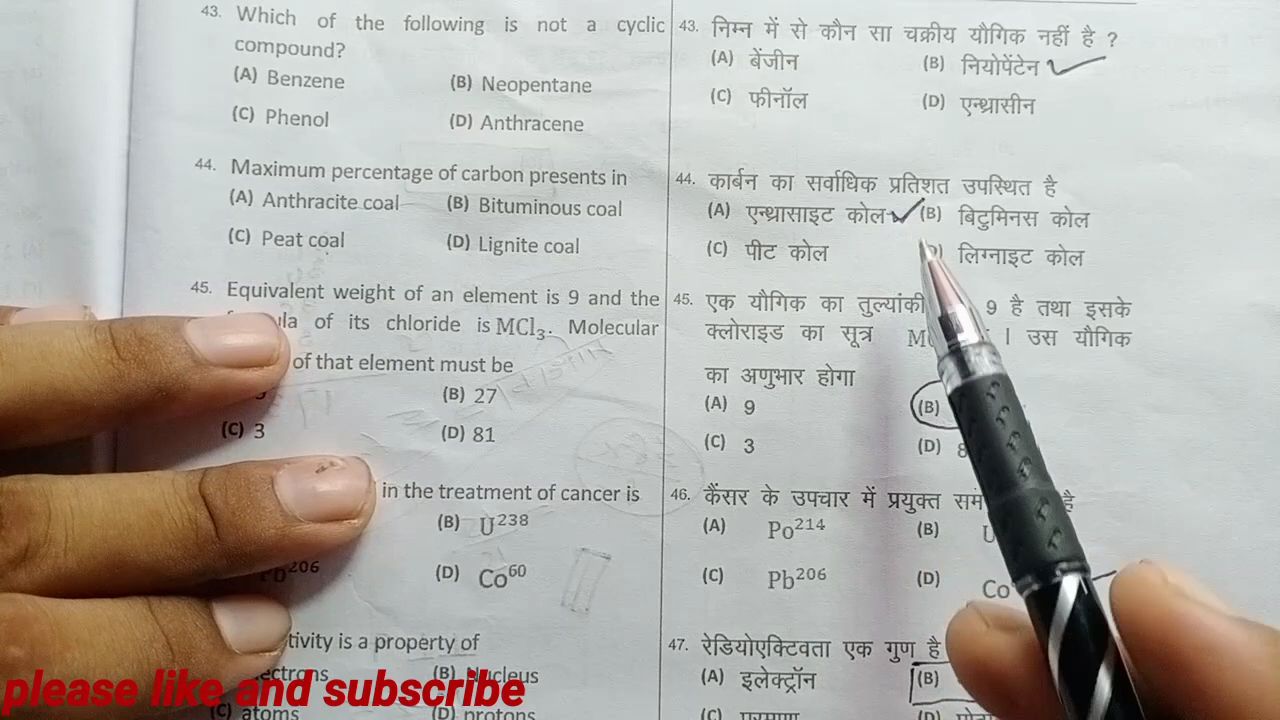 43. Which of the following is not a cyclic
compound?
(A) Benzene (B) Neopentane
(C) Phenol (D) Anthracene
44. Maximum percentage of carbon presents in
(A) Anthracite coal (B) Bituminous coal
(C) Peat coal (D) Lignite coal
45. Equivalent weight of an element is 9 and the
of its chloride is MCl₃. Molecular
of that element must be
(B) 27
(C) 3 (D) 81
in the treatment of cancer is
(B) U²³⁸
(D) Co⁶⁰
tivity is a property of
(B) Nucleus
(C) atoms (D) protons
43. निम्न में से कौन सा चक्रीय यौगिक नहीं है ?
(A) बेंजीन (B) नियोपेंटेन
(C) फीनॉल (D) एन्थ्रासीन
44. कार्बन का सर्वाधिक प्रतिशत उपस्थित है
(A) एन्थ्रासाइट कोल (B) बिटुमिनस कोल
(C) पीट कोल लिग्नाइट कोल
45. एक यौगिक का तुल्यांकी 9 है तथा इसके
क्लोराइड का सूत्र । उस यौगिक
का अणुभार होगा
(A) 9 (B)
(C) 3 (D)
46. कैंसर के उपचार में प्रयुक्त सम है
(A) Po²¹⁴ (B) U
(C) Pb²⁰⁶ (D) Co
47. रेडियोएक्टिवता एक गुण है
(A) इलेक्ट्रॉन (B)
(C) परमाणु (D)
please like and subscribe